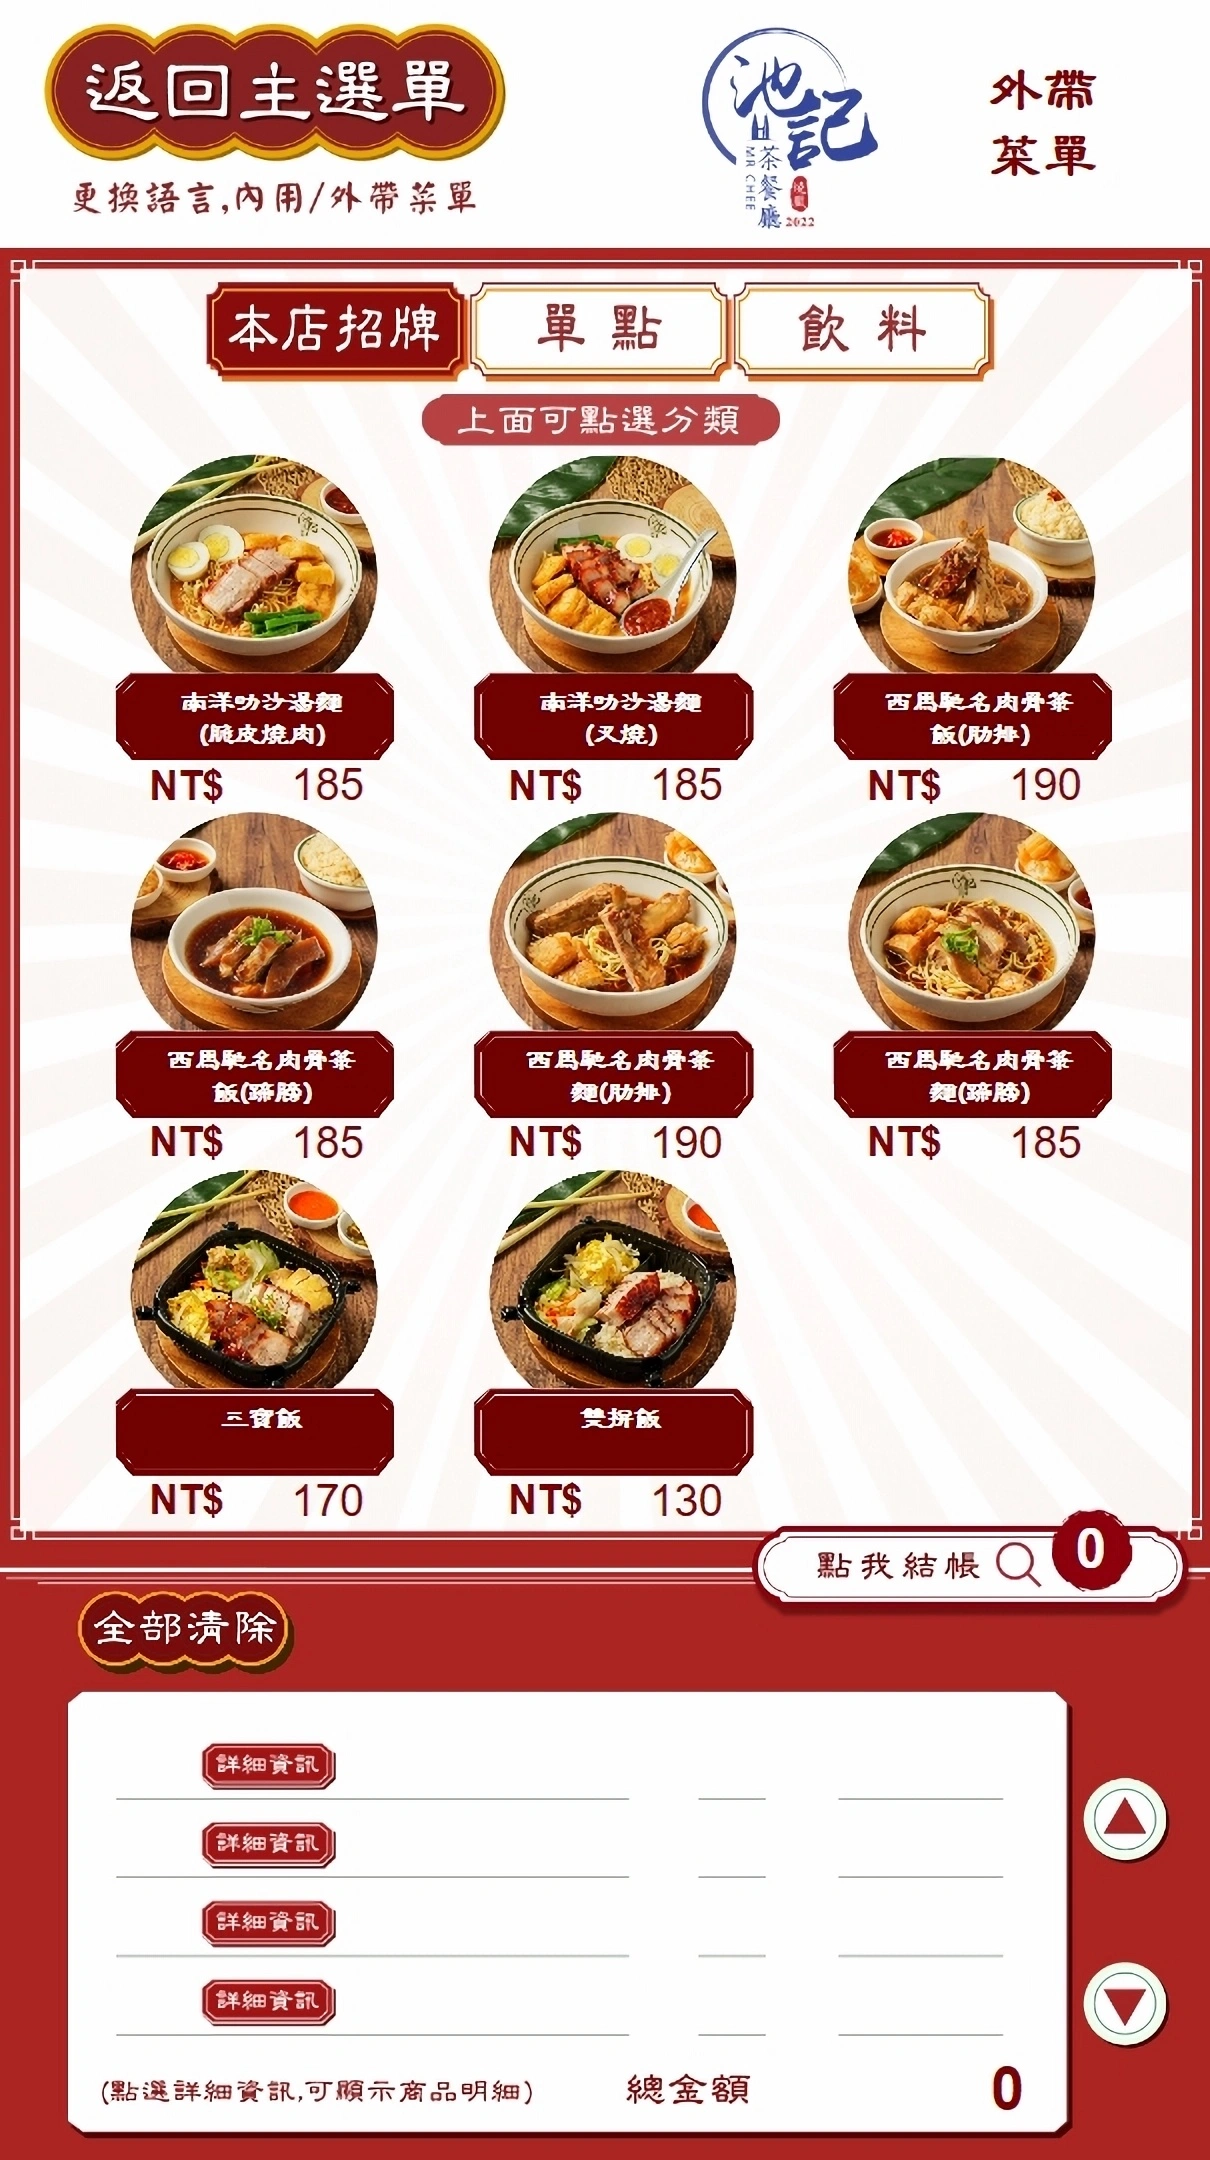 返回主選單
更換語言,內用/外帶菜單
池記
茶餐廳
MR CHEE
燒臘
2022
外帶
菜單
本店招牌
單點
飲料
上面可點選分類
南洋叻沙湯麵
(脆皮燒肉)
NT$ 185
南洋叻沙湯麵
(叉燒)
NT$ 185
西馬馳名肉骨茶
飯(肋排)
NT$ 190
西馬馳名肉骨茶
飯(蹄膀)
NT$ 185
西馬馳名肉骨茶
麵(肋排)
NT$ 190
西馬馳名肉骨茶
麵(蹄膀)
NT$ 185
三寶飯
NT$ 170
雙拼飯
NT$ 130
點我結帳
0
全部清除
詳細資訊
詳細資訊
詳細資訊
詳細資訊
(點選詳細資訊,可顯示商品明細)
總金額 0